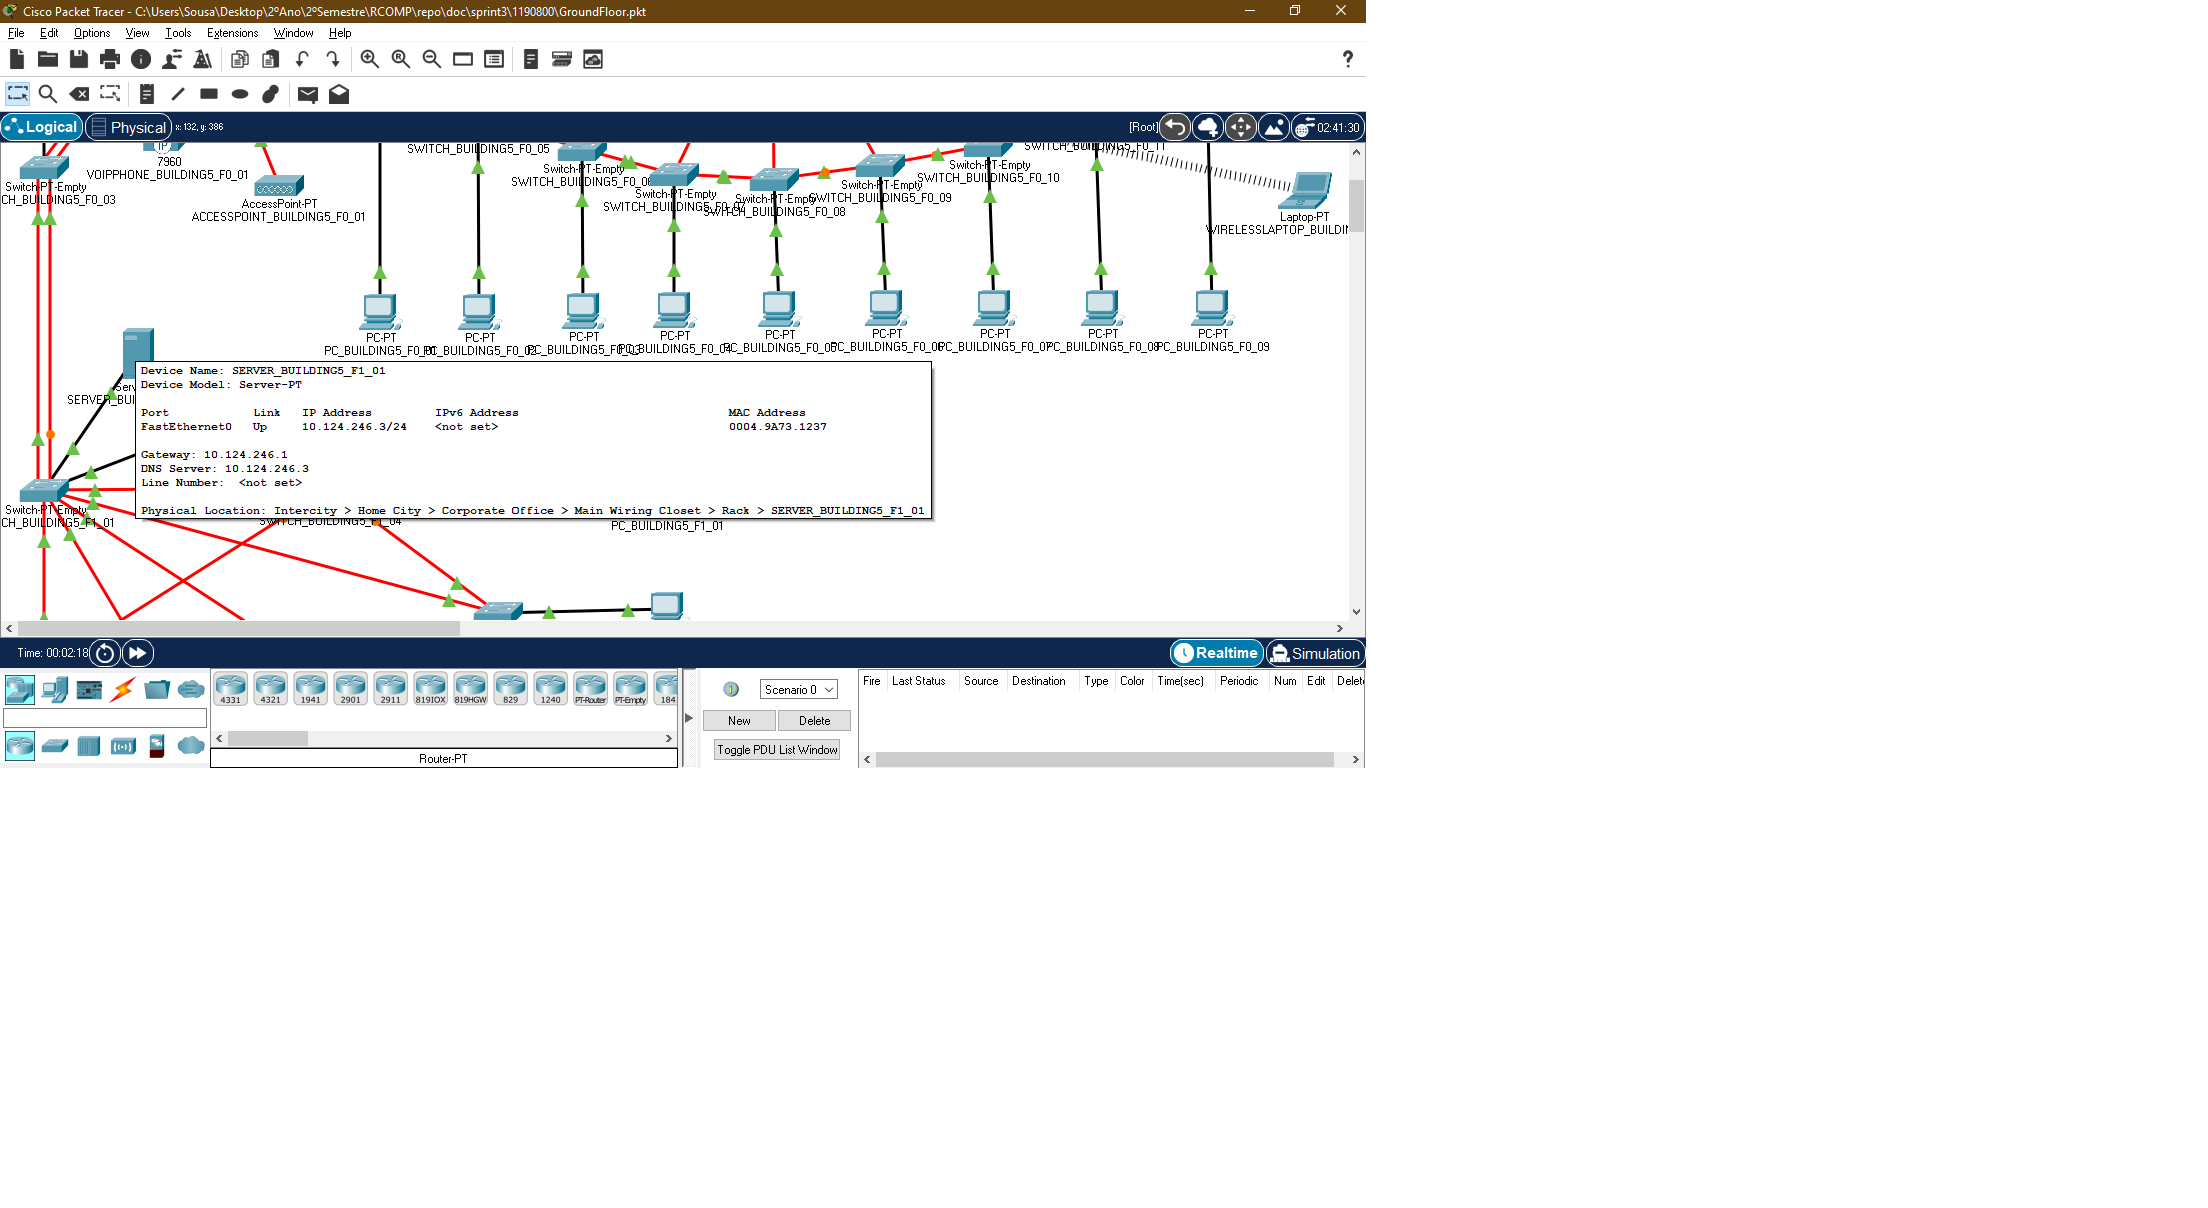 Cisco Packet Tracer - C:\Users\Sousa\Desktop\2ºAno\2ºSemestre\RCOMP\repo\doc\sprint3\1190800\GroundFloor.pkt
File Edit Options View Tools Extensions Window Help
Logical Physical x: 132, y: 386 [Root] 02:41:30
IP
7960
VOIPPHONE_BUILDING5_F0_01
Switch-PT-Empty
CH_BUILDING5_F0_03
AccessPoint-PT
ACCESSPOINT_BUILDING5_F0_01
SWITCH_BUILDING5_F0_05
Switch-PT-Empty
SWITCH_BUILDING5_F0_06
Switch-PT-Empty
SWITCH_BUILDING5_F0_07
Switch-PT-Empty
SWITCH_BUILDING5_F0_08
Switch-PT-Empty
SWITCH_BUILDING5_F0_09
Switch-PT-Empty
SWITCH_BUILDING5_F0_10
SWITCH_BUILDING5_F0_11
Laptop-PT
WIRELESSLAPTOP_BUILDIN
PC-PT
PC_BUILDING5_F0_01
PC-PT
PC_BUILDING5_F0_02
PC-PT
PC_BUILDING5_F0_03
PC-PT
PC_BUILDING5_F0_04
PC-PT
PC_BUILDING5_F0_05
PC-PT
PC_BUILDING5_F0_06
PC-PT
PC_BUILDING5_F0_07
PC-PT
PC_BUILDING5_F0_08
PC-PT
PC_BUILDING5_F0_09
Serv
SERVER_BUI
Device Name: SERVER_BUILDING5_F1_01
Device Model: Server-PT
Port Link IP Address IPv6 Address MAC Address
FastEthernet0 Up 10.124.246.3/24 <not set> 0004.9A73.1237
Gateway: 10.124.246.1
DNS Server: 10.124.246.3
Line Number: <not set>
Physical Location: Intercity > Home City > Corporate Office > Main Wiring Closet > Rack > SERVER_BUILDING5_F1_01
Switch-PT-Empty
CH_BUILDING5_F1_01
SWITCH_BUILDING5_F1_04
PC_BUILDING5_F1_01
Time: 00:02:18 Realtime Simulation
4331 4321 1941 2901 2911 819IOX 819HGW 829 1240 PT-Router PT-Empty 184
Router-PT
Scenario 0
New Delete
Toggle PDU List Window
Fire Last Status Source Destination Type Color Time(sec) Periodic Num Edit Delete